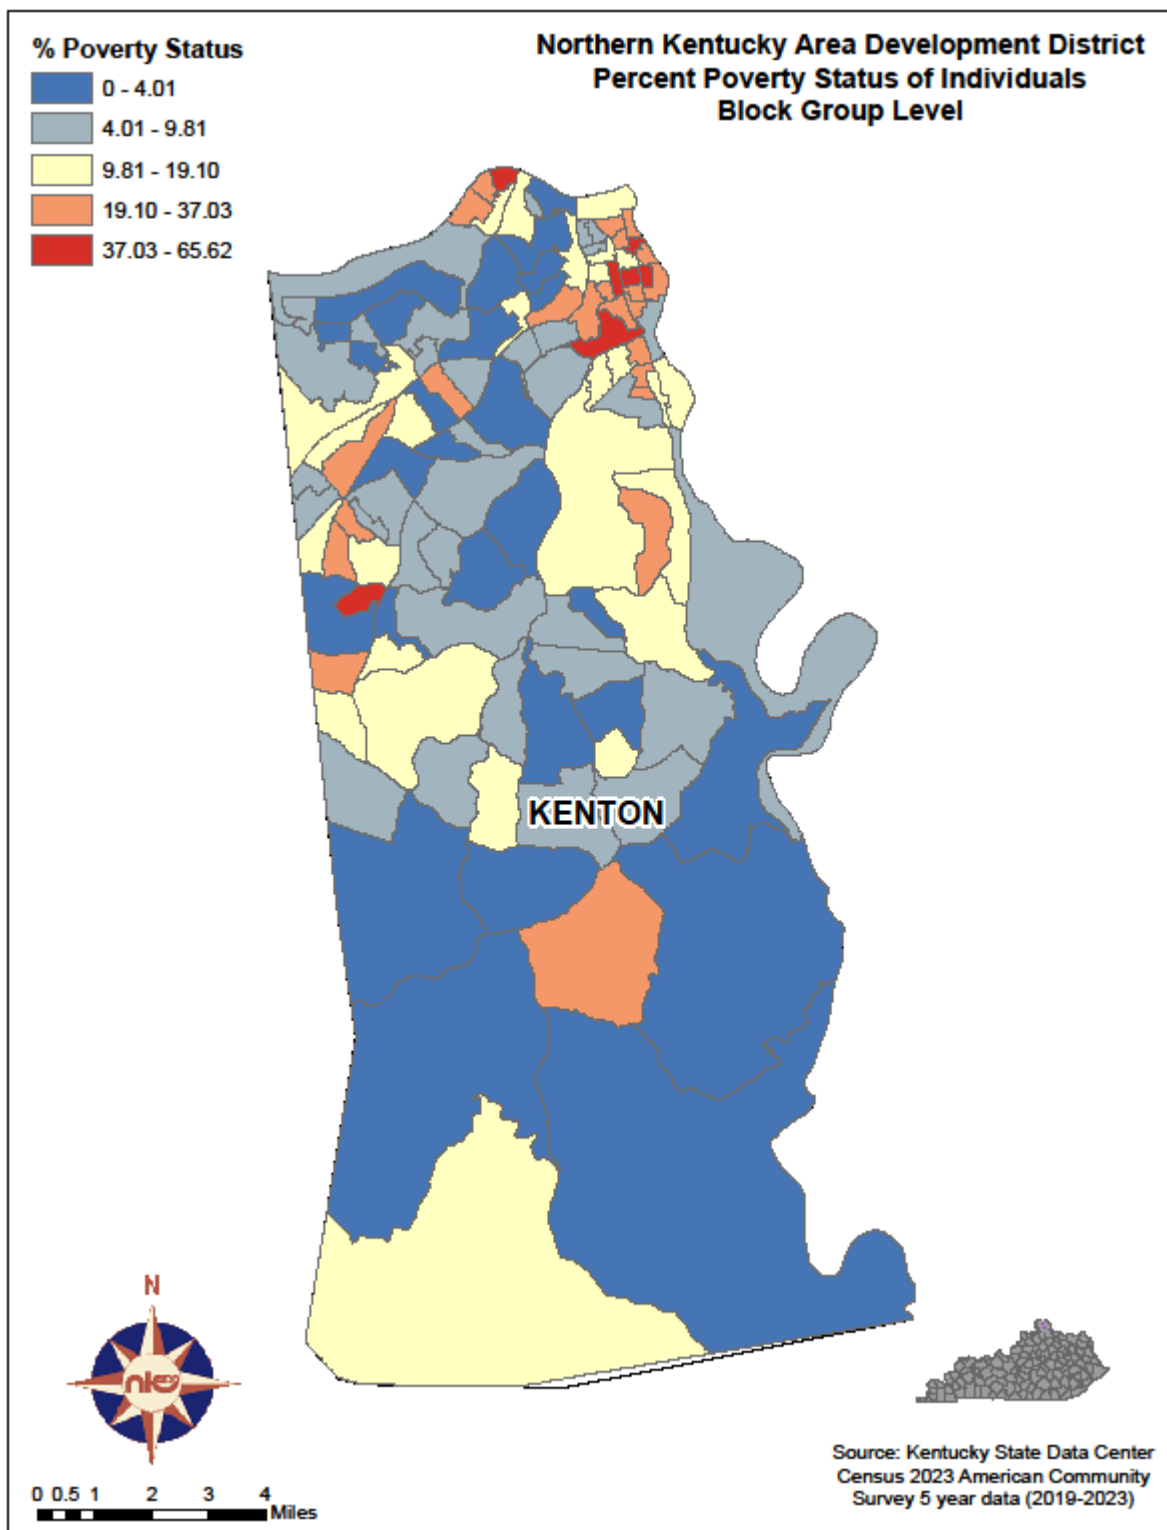 % Poverty Status
0 - 4.01
4.01 - 9.81
9.81 - 19.10
19.10 - 37.03
37.03 - 65.62
Northern Kentucky Area Development District
Percent Poverty Status of Individuals
Block Group Level
KENTON
N
0 0.5 1 2 3 4
Miles
Source: Kentucky State Data Center
Census 2023 American Community
Survey 5 year data (2019-2023)